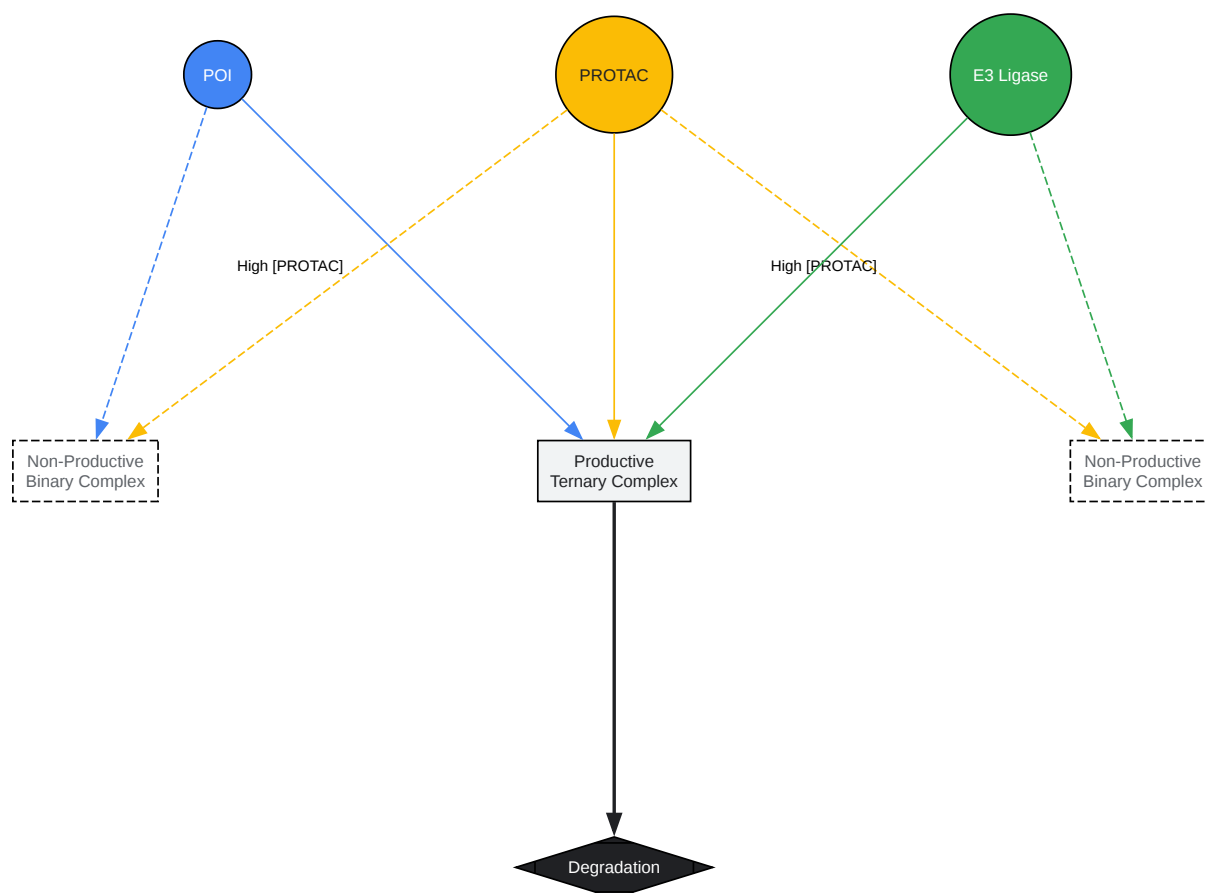 POI
PROTAC
E3 Ligase
High [PROTAC]
High [PROTAC]
Non-Productive
Binary Complex
Productive
Ternary Complex
Non-Productive
Binary Complex
Degradation